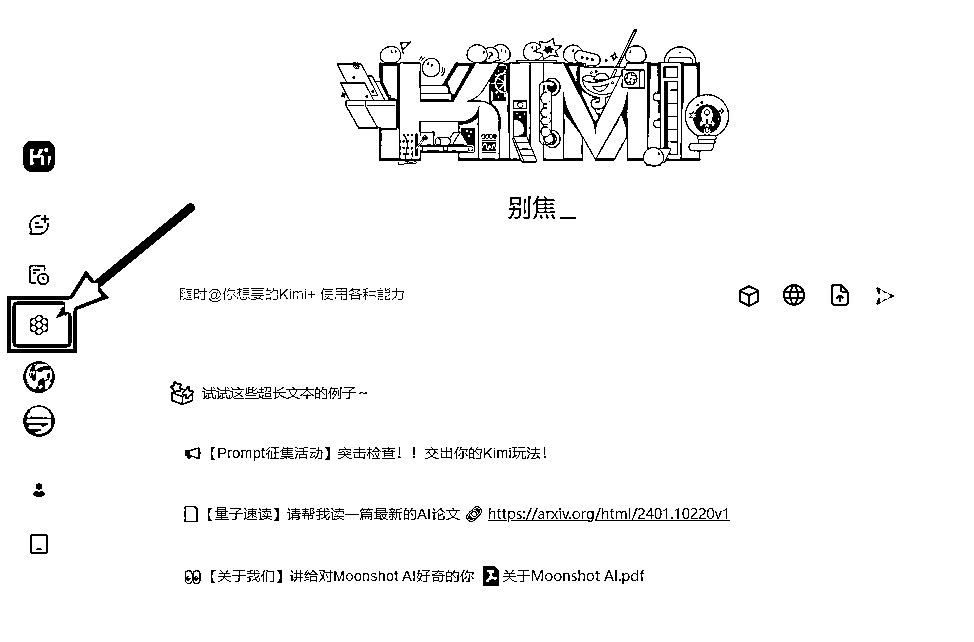 KIMI
Ki
别焦_
随时@你想要的Kimi+ 使用各种能力
试试这些超长文本的例子~
【Prompt征集活动】突击检查！！交出你的Kimi玩法！
【量子速读】请帮我读一篇最新的AI论文 https://arxiv.org/html/2401.10220v1
【关于我们】讲给对Moonshot AI好奇的你 关于Moonshot AI.pdf